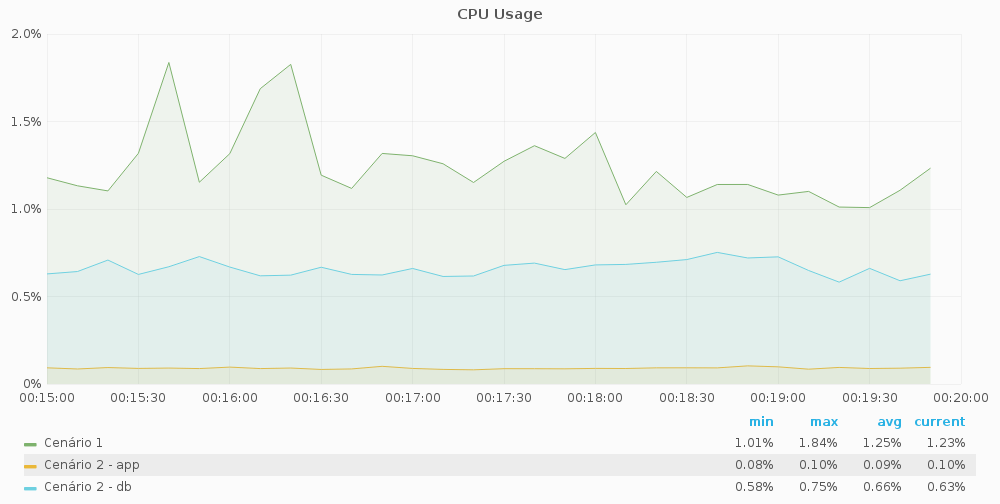 CPU Usage
2.0%
1.5%
1.0%
0.5%
0%
00:15:00 00:15:30 00:16:00 00:16:30 00:17:00 00:17:30 00:18:00 00:18:30 00:19:00 00:19:30 00:20:00
min max avg current
Cenário 1 1.01% 1.84% 1.25% 1.23%
Cenário 2 - app 0.08% 0.10% 0.09% 0.10%
Cenário 2 - db 0.58% 0.75% 0.66% 0.63%